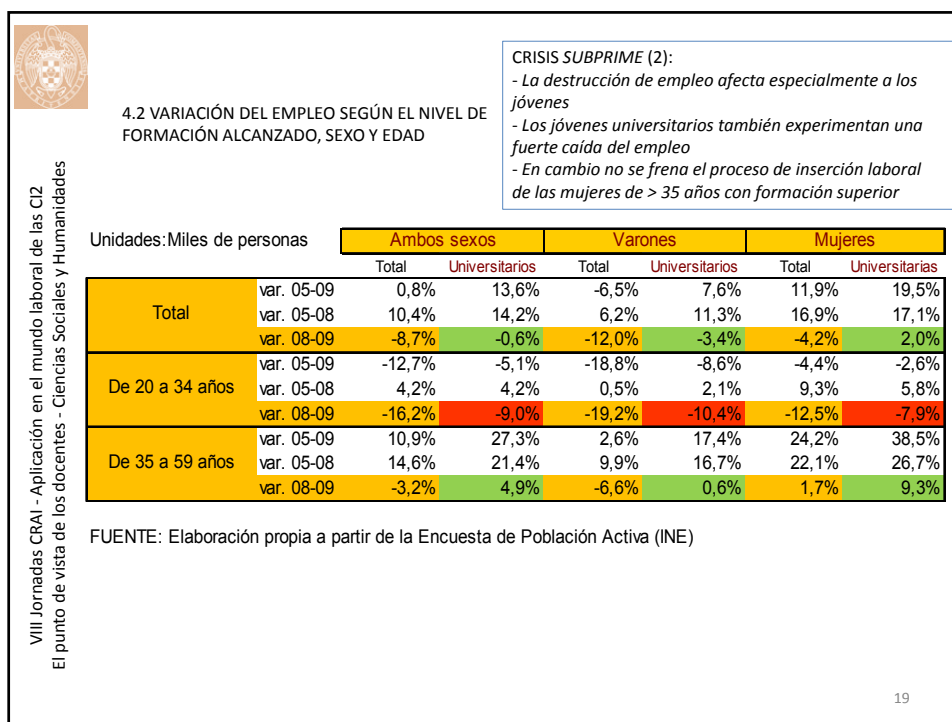 CRISIS SUBPRIME (2):
- La destrucción de empleo afecta especialmente a los
jóvenes
- Los jóvenes universitarios también experimentan una
fuerte caída del empleo
- En cambio no se frena el proceso de inserción laboral
de las mujeres de > 35 años con formación superior
4.2 VARIACIÓN DEL EMPLEO SEGÚN EL NIVEL DE
FORMACIÓN ALCANZADO, SEXO Y EDAD
VIII Jornadas CRAI - Aplicación en el mundo laboral de las CI2
El punto de vista de los docentes - Ciencias Sociales y Humanidades
Unidades:Miles de personas Ambos sexos Varones Mujeres
Total Universitarios Total Universitarios Total Universitarias
Total
var. 05-09 0,8% 13,6% -6,5% 7,6% 11,9% 19,5%
var. 05-08 10,4% 14,2% 6,2% 11,3% 16,9% 17,1%
var. 08-09 -8,7% -0,6% -12,0% -3,4% -4,2% 2,0%
De 20 a 34 años
var. 05-09 -12,7% -5,1% -18,8% -8,6% -4,4% -2,6%
var. 05-08 4,2% 4,2% 0,5% 2,1% 9,3% 5,8%
var. 08-09 -16,2% -9,0% -19,2% -10,4% -12,5% -7,9%
De 35 a 59 años
var. 05-09 10,9% 27,3% 2,6% 17,4% 24,2% 38,5%
var. 05-08 14,6% 21,4% 9,9% 16,7% 22,1% 26,7%
var. 08-09 -3,2% 4,9% -6,6% 0,6% 1,7% 9,3%
FUENTE: Elaboración propia a partir de la Encuesta de Población Activa (INE)
19